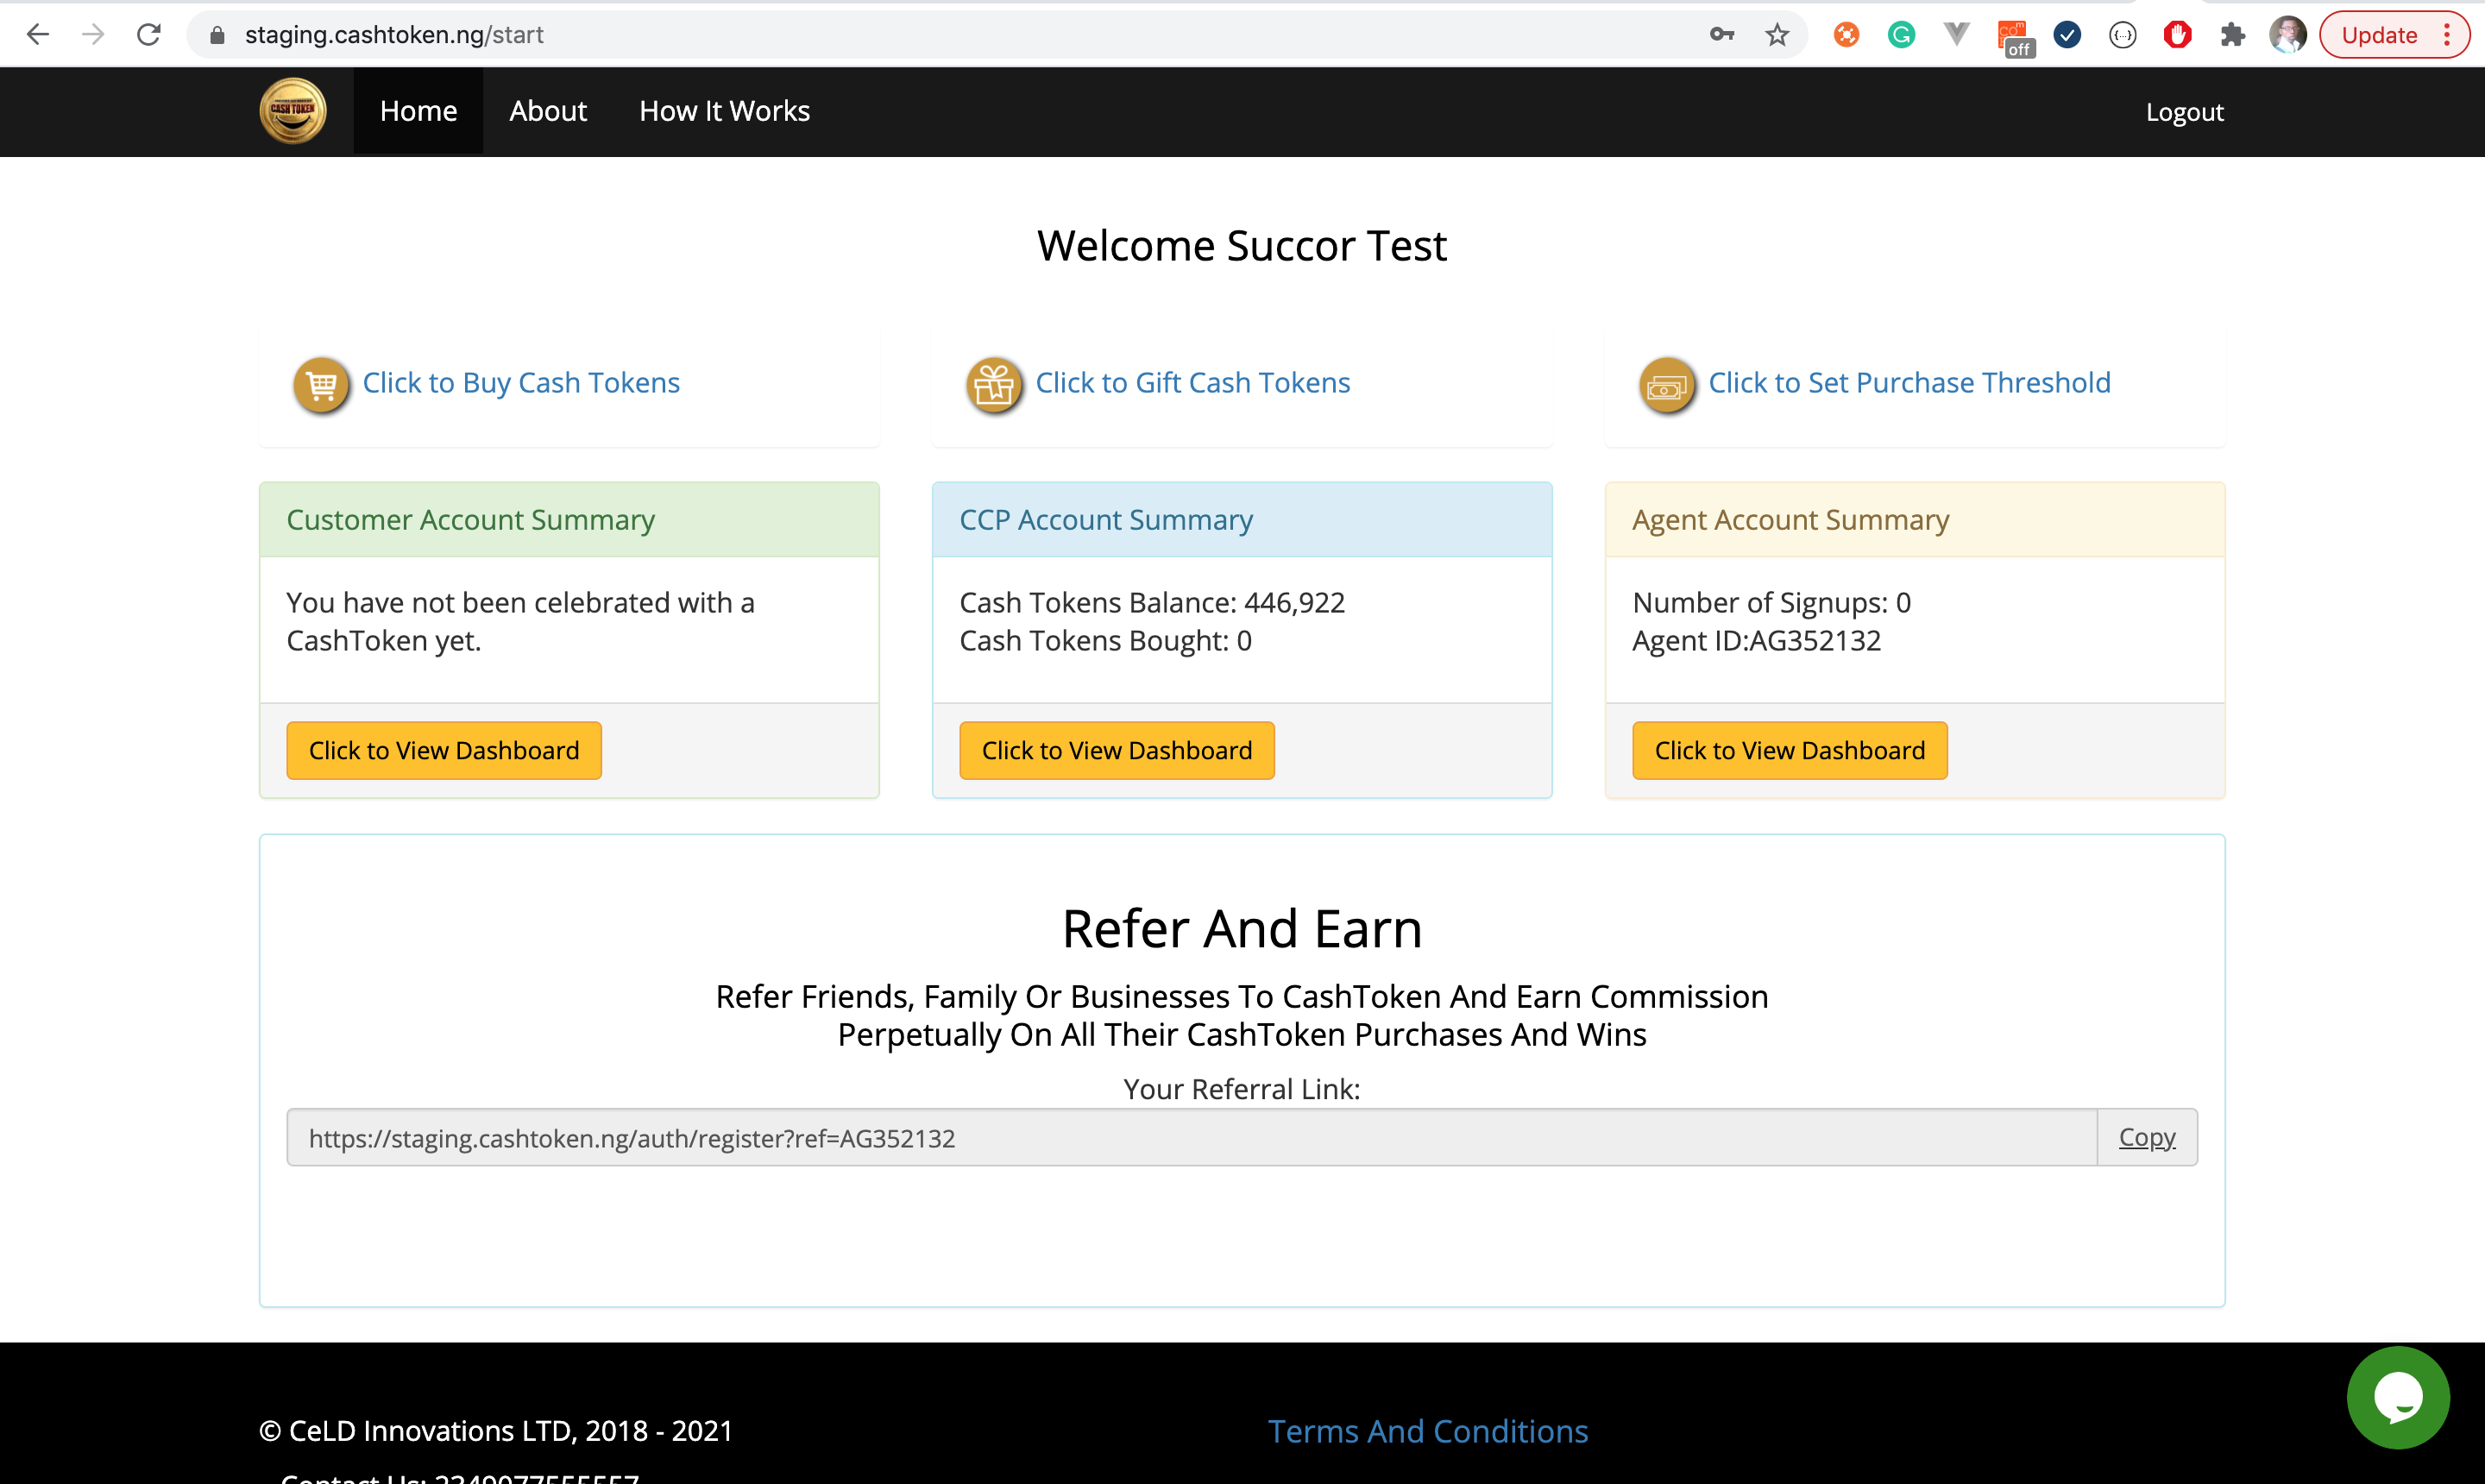 staging.cashtoken.ng/start
off
Update
CASH TOKEN
Home
About
How It Works
Logout
Welcome Succor Test
Click to Buy Cash Tokens
Click to Gift Cash Tokens
Click to Set Purchase Threshold
Customer Account Summary
You have not been celebrated with a
CashToken yet.
Click to View Dashboard
CCP Account Summary
Cash Tokens Balance: 446,922
Cash Tokens Bought: 0
Click to View Dashboard
Agent Account Summary
Number of Signups: 0
Agent ID:AG352132
Click to View Dashboard
Refer And Earn
Refer Friends, Family Or Businesses To CashToken And Earn Commission
Perpetually On All Their CashToken Purchases And Wins
Your Referral Link:
https://staging.cashtoken.ng/auth/register?ref=AG352132
Copy
© CeLD Innovations LTD, 2018 - 2021
Terms And Conditions
Contact Us: 2349077555557